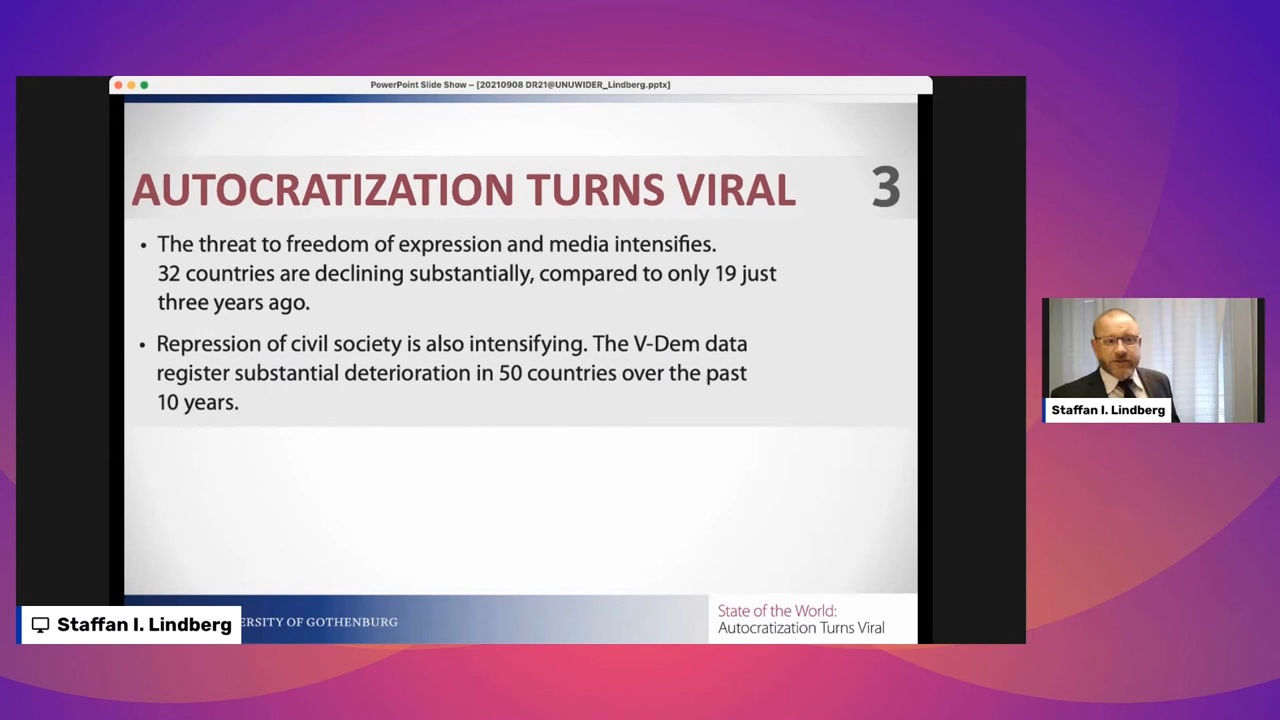 PowerPoint Slide Show – [20210908 DR21@UNUWIDER_Lindberg.pptx]
AUTOCRATIZATION TURNS VIRAL
3
• The threat to freedom of expression and media intensifies.
32 countries are declining substantially, compared to only 19 just
three years ago.
• Repression of civil society is also intensifying. The V-Dem data
register substantial deterioration in 50 countries over the past
10 years.
Staffan I. Lindberg
Staffan I. Lindberg
ERSITY OF GOTHENBURG
State of the World:
Autocratization Turns Viral